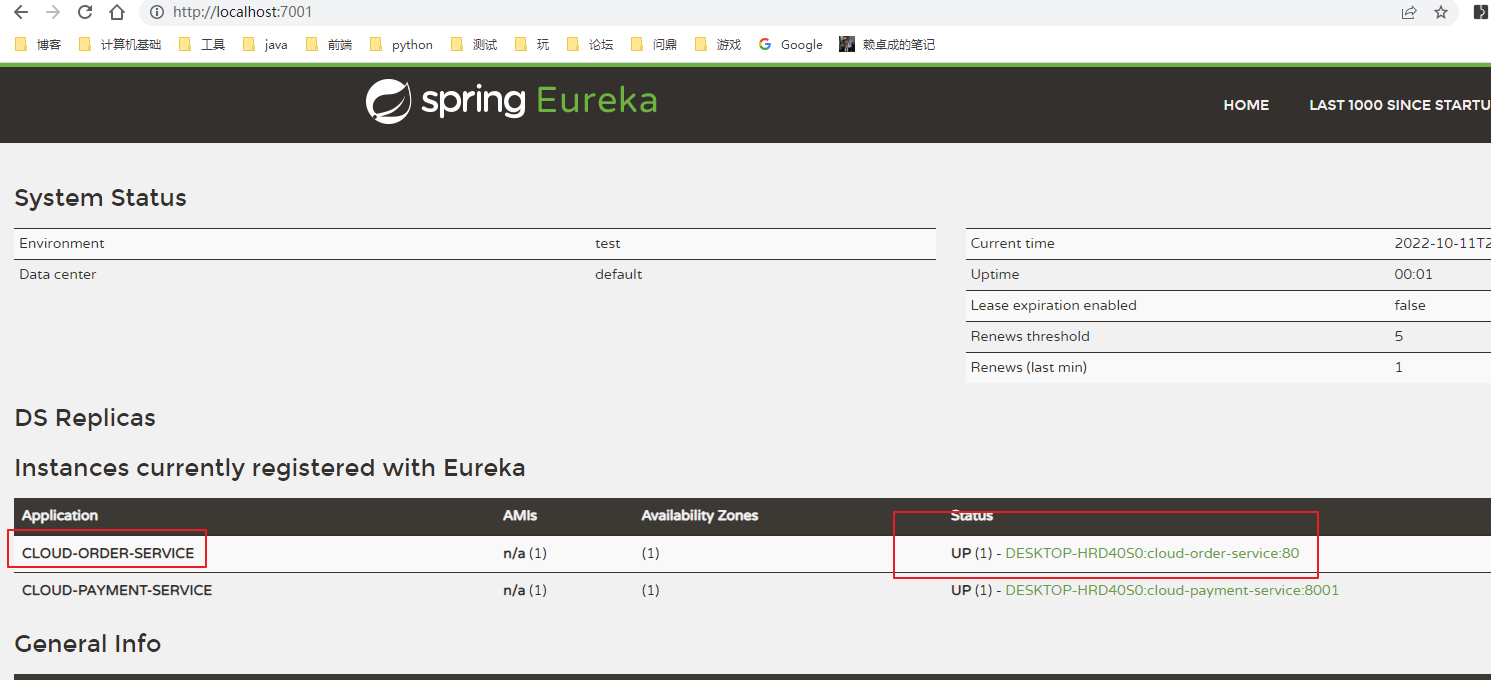 http://localhost:7001
博客 计算机基础 工具 java 前端 python 测试 玩 论坛 问鼎 游戏 Google 赖卓成的笔记
spring Eureka HOME LAST 1000 SINCE STARTU
System Status
Environment test Current time 2022-10-11T2
Data center default Uptime 00:01
Lease expiration enabled false
Renews threshold 5
Renews (last min) 1
DS Replicas
Instances currently registered with Eureka
Application AMIs Availability Zones Status
CLOUD-ORDER-SERVICE n/a (1) (1) UP (1) - DESKTOP-HRD40S0:cloud-order-service:80
CLOUD-PAYMENT-SERVICE n/a (1) (1) UP (1) - DESKTOP-HRD40S0:cloud-payment-service:8001
General Info